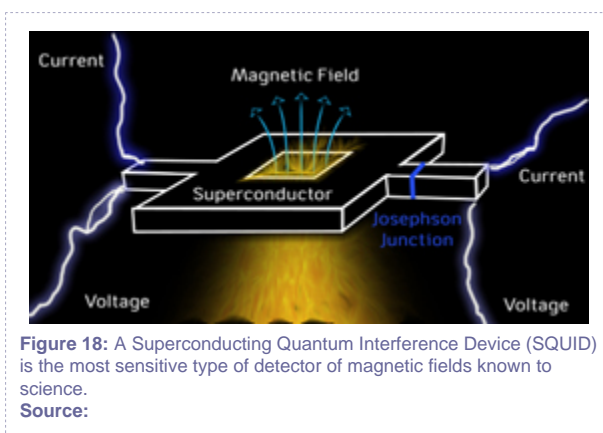 Current
Magnetic Field
Superconductor
Current
Josephson
Junction
Voltage
Voltage
Figure 18: A Superconducting Quantum Interference Device (SQUID)
is the most sensitive type of detector of magnetic fields known to
science.
Source: